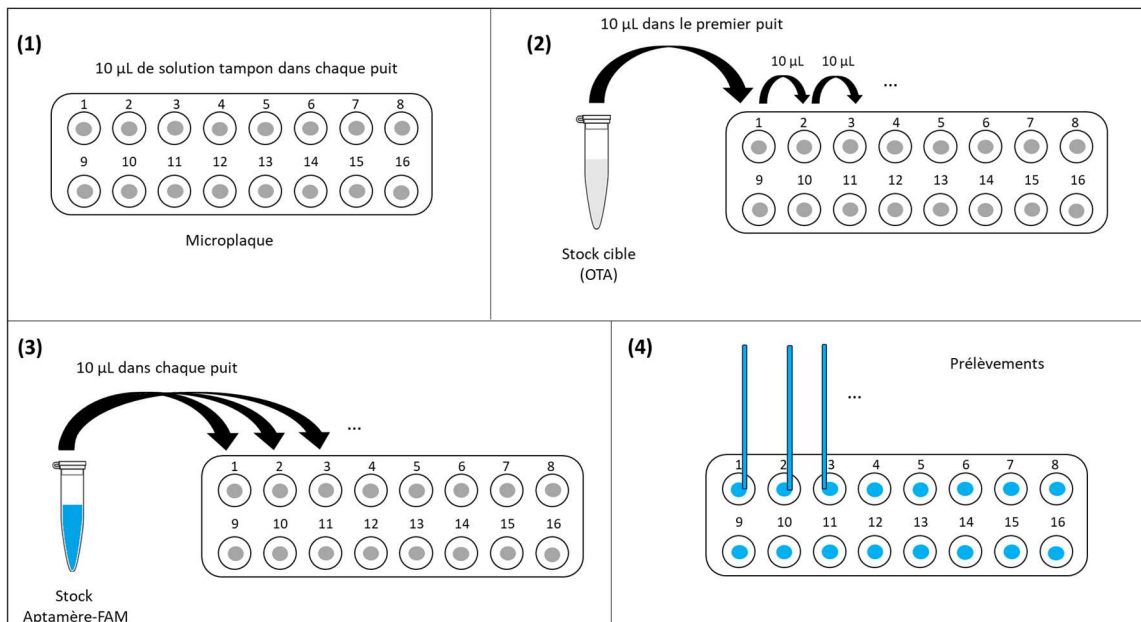 (1)
10 µL de solution tampon dans chaque puit
1 2 3 4 5 6 7 8
9 10 11 12 13 14 15 16
Microplaque
(2)
10 µL dans le premier puit
10 µL 10 µL
...
1 2 3 4 5 6 7 8
9 10 11 12 13 14 15 16
Stock cible
(OTA)
(3)
10 µL dans chaque puit
...
1 2 3 4 5 6 7 8
9 10 11 12 13 14 15 16
Stock
Aptamère-FAM
(4)
Prélèvements
...
1 2 3 4 5 6 7 8
9 10 11 12 13 14 15 16